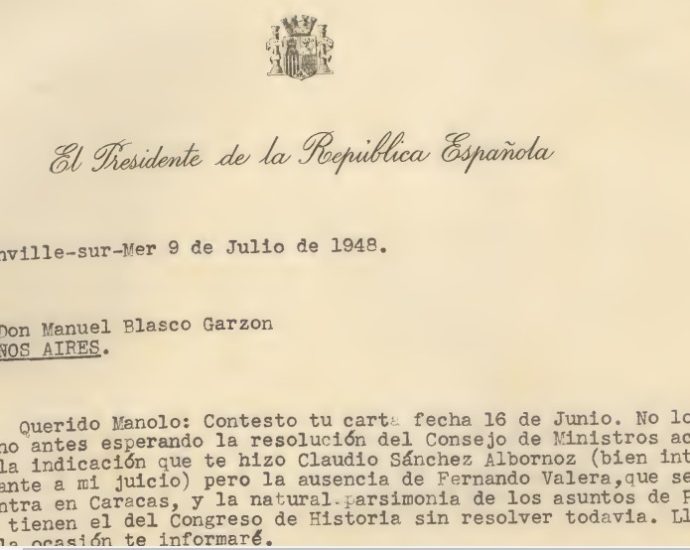 El Presidente de la República Española
nville-sur-Mer 9 de Julio de 1948.
Don Manuel Blasco Garzon
NOS AIRES.
Querido Manolo: Contesto tu carta fecha 16 de Junio. No lo
no antes esperando la resolución del Consejo de Ministros ac
la indicación que te hizo Claudio Sánchez Albornoz (bien int
ante a mi juicio) pero la ausencia de Fernando Valera,que se
ntra en Caracas, y la natural parsimonia de los asuntos de P
tienen el del Congreso de Historia sin resolver todavia. Ll
la ocasión te informaré.